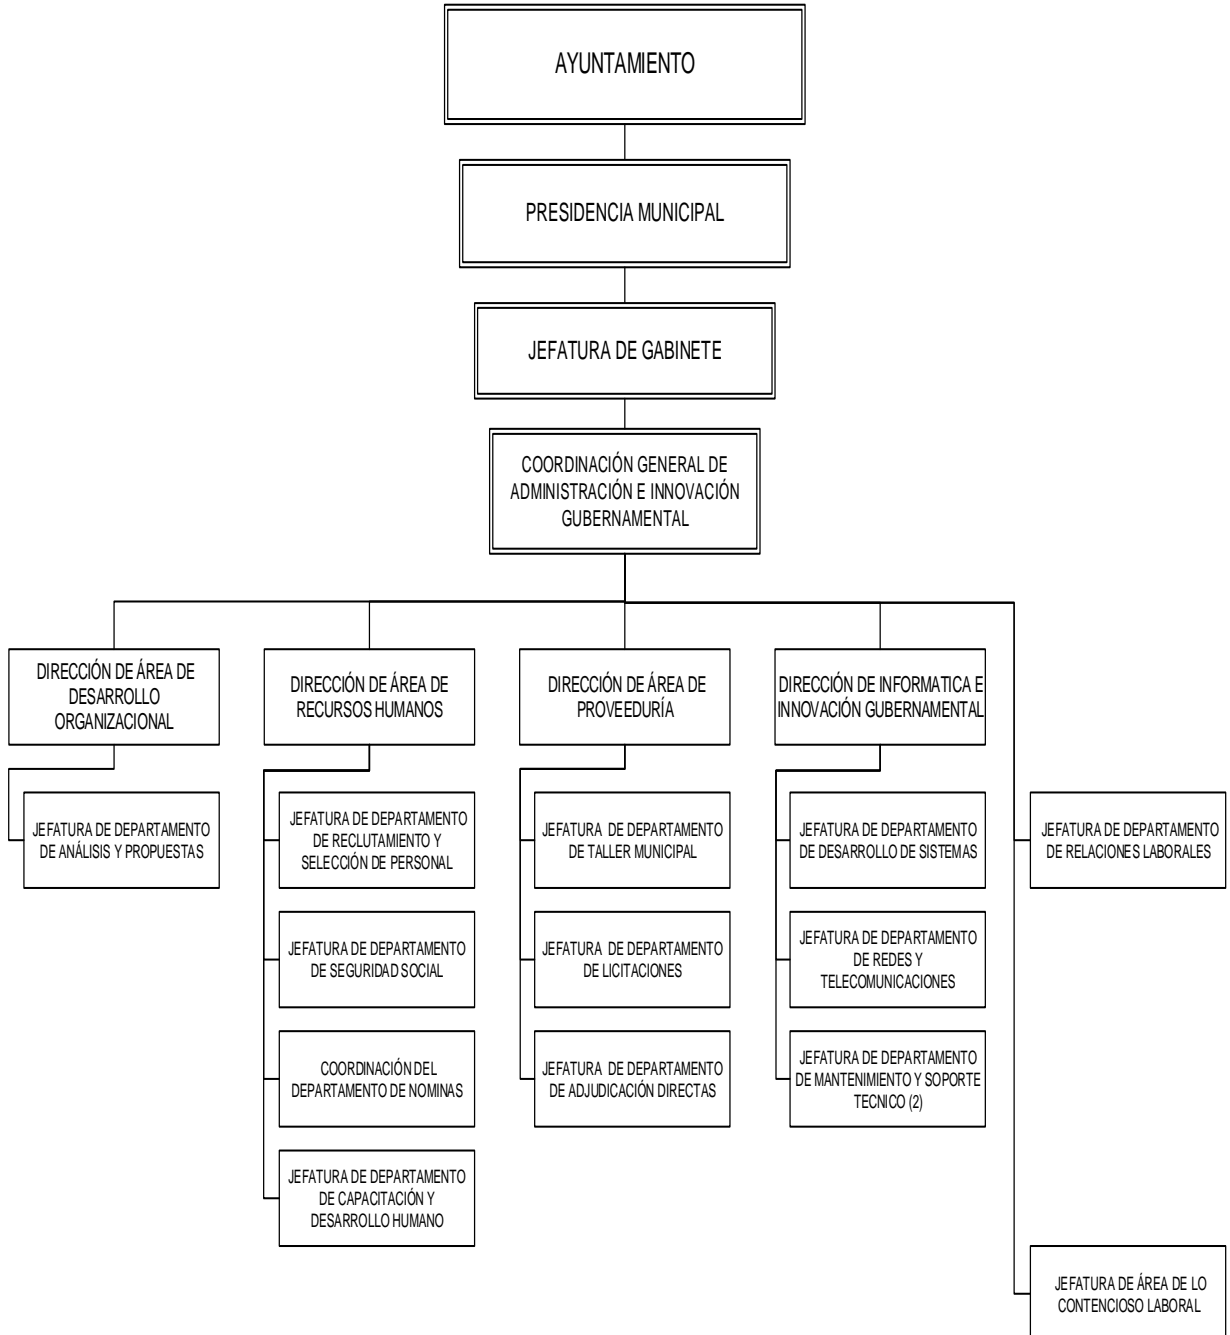 AYUNTAMIENTO
PRESIDENCIA MUNICIPAL
JEFATURA DE GABINETE
COORDINACIÓN GENERAL DE
ADMINISTRACIÓN E INNOVACIÓN
GUBERNAMENTAL
DIRECCIÓN DE ÁREA DE
DESARROLLO
ORGANIZACIONAL
DIRECCIÓN DE ÁREA DE
RECURSOS HUMANOS
DIRECCIÓN DE ÁREA DE
PROVEEDURÍA
DIRECCIÓN DE INFORMATICA E
INNOVACIÓN GUBERNAMENTAL
JEFATURA DE DEPARTAMENTO
DE ANÁLISIS Y PROPUESTAS
JEFATURA DE DEPARTAMENTO
DE RECLUTAMIENTO Y
SELECCIÓN DE PERSONAL
JEFATURA DE DEPARTAMENTO
DE TALLER MUNICIPAL
JEFATURA DE DEPARTAMENTO
DE DESARROLLO DE SISTEMAS
JEFATURA DE DEPARTAMENTO
DE RELACIONES LABORALES
JEFATURA DE DEPARTAMENTO
DE SEGURIDAD SOCIAL
JEFATURA DE DEPARTAMENTO
DE LICITACIONES
JEFATURA DE DEPARTAMENTO
DE REDES Y
TELECOMUNICACIONES
COORDINACIÓN DEL
DEPARTAMENTO DE NOMINAS
JEFATURA DE DEPARTAMENTO
DE ADJUDICACIÓN DIRECTAS
JEFATURA DE DEPARTAMENTO
DE MANTENIMIENTO Y SOPORTE
TECNICO (2)
JEFATURA DE DEPARTAMENTO
DE CAPACITACIÓN Y
DESARROLLO HUMANO
JEFATURA DE ÁREA DE LO
CONTENCIOSO LABORAL